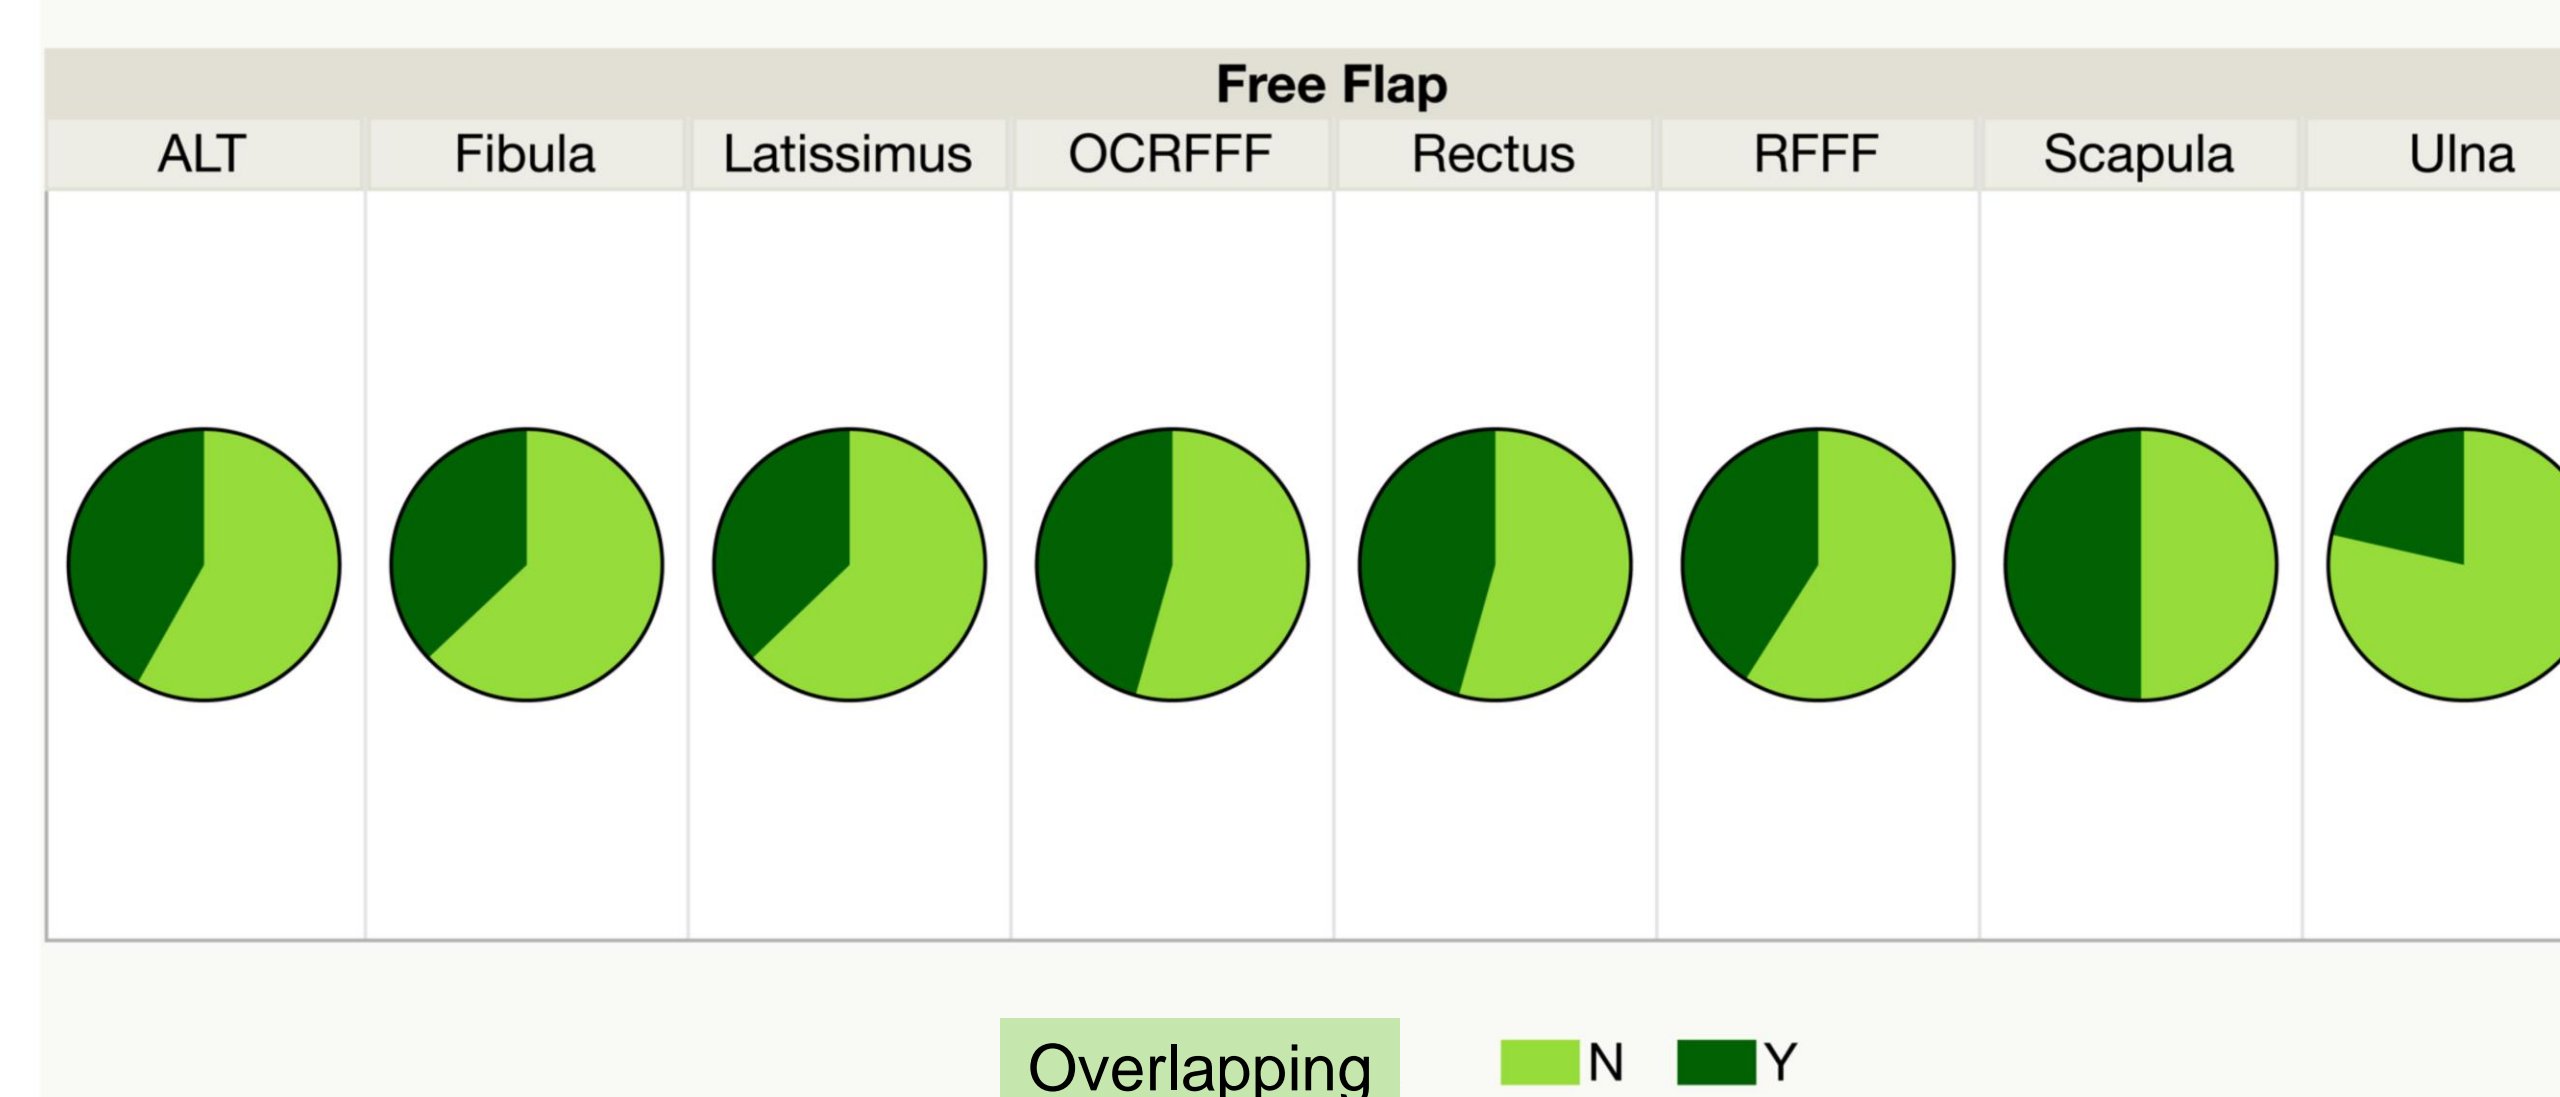 Free Flap
ALT Fibula Latissimus OCRFFF Rectus RFFF Scapula Ulna
Overlapping N Y